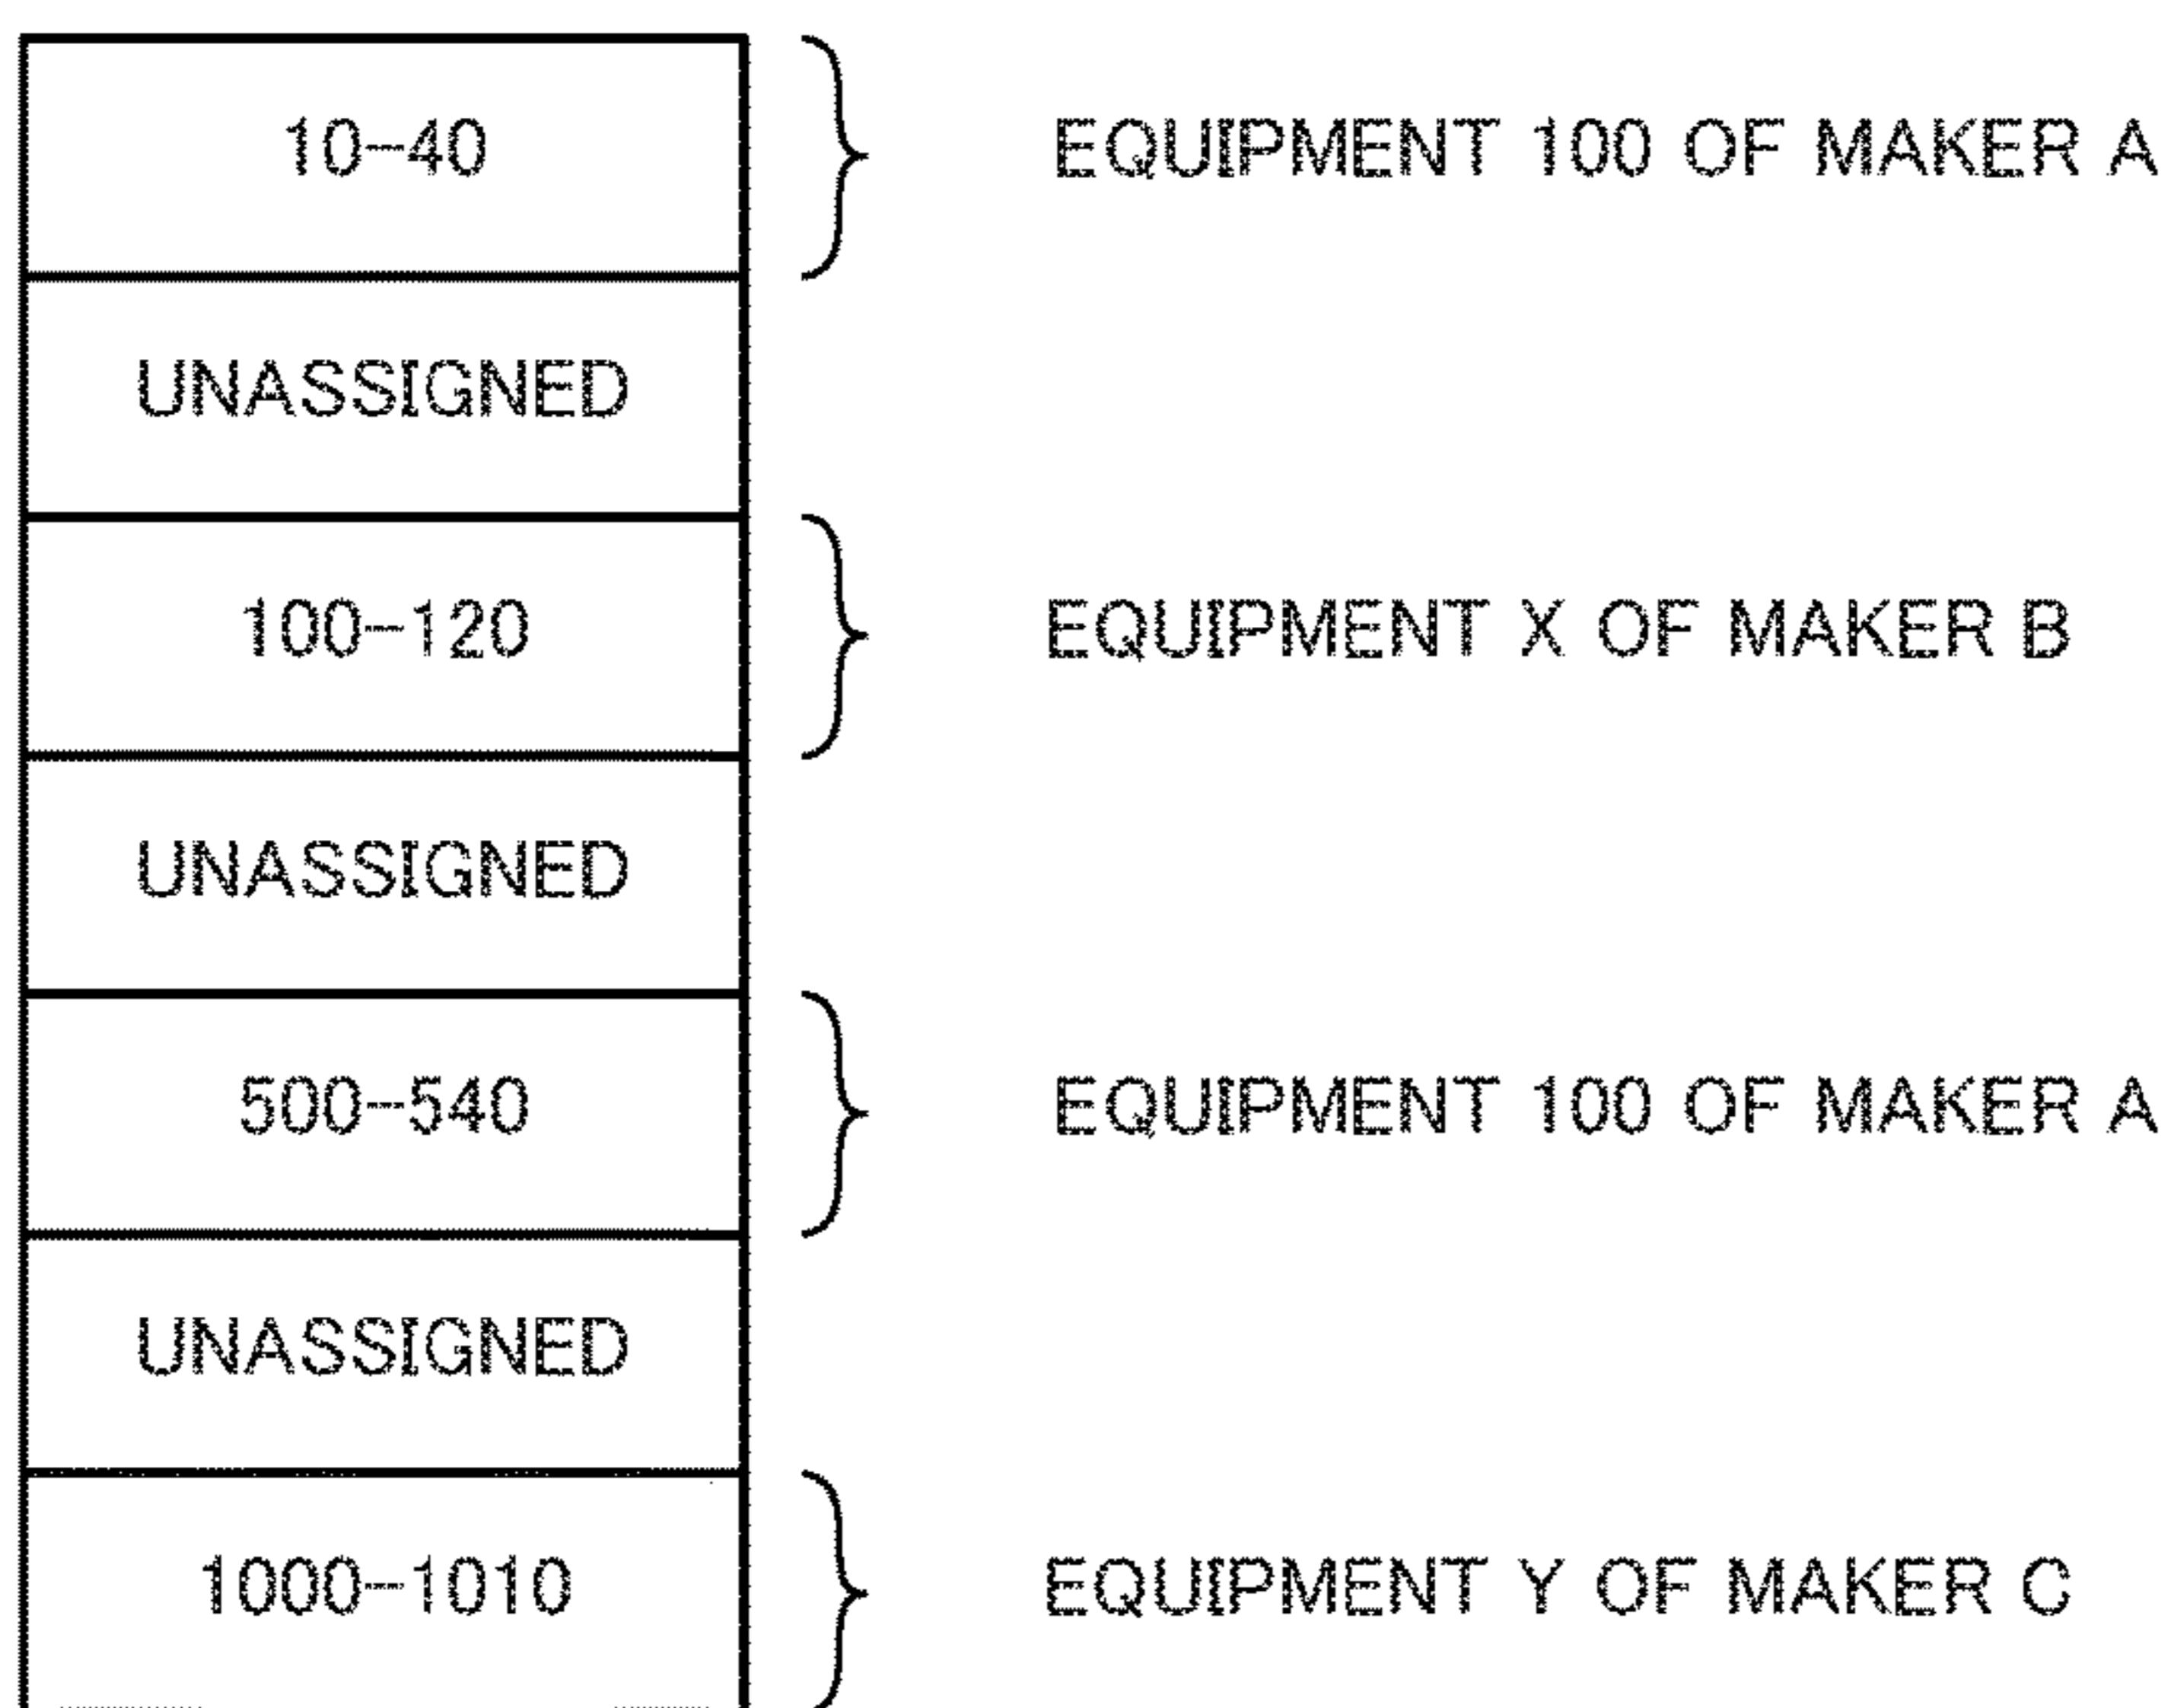 10-40 EQUIPMENT 100 OF MAKER A
UNASSIGNED
100-120 EQUIPMENT X OF MAKER B
UNASSIGNED
500-540 EQUIPMENT 100 OF MAKER A
UNASSIGNED
1000-1010 EQUIPMENT Y OF MAKER C